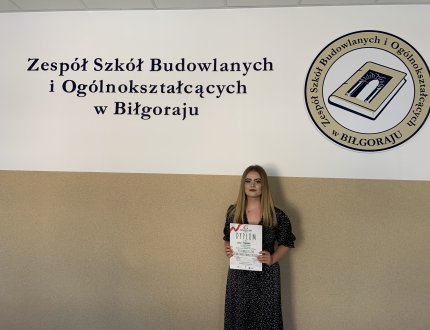 Zespół Szkół Budowlanych
i Ogólnokształcących
w Biłgoraju
Zespół Szkół Budowlanych i Ogólnokształcących
w BIŁGORAJU
DYPLOM